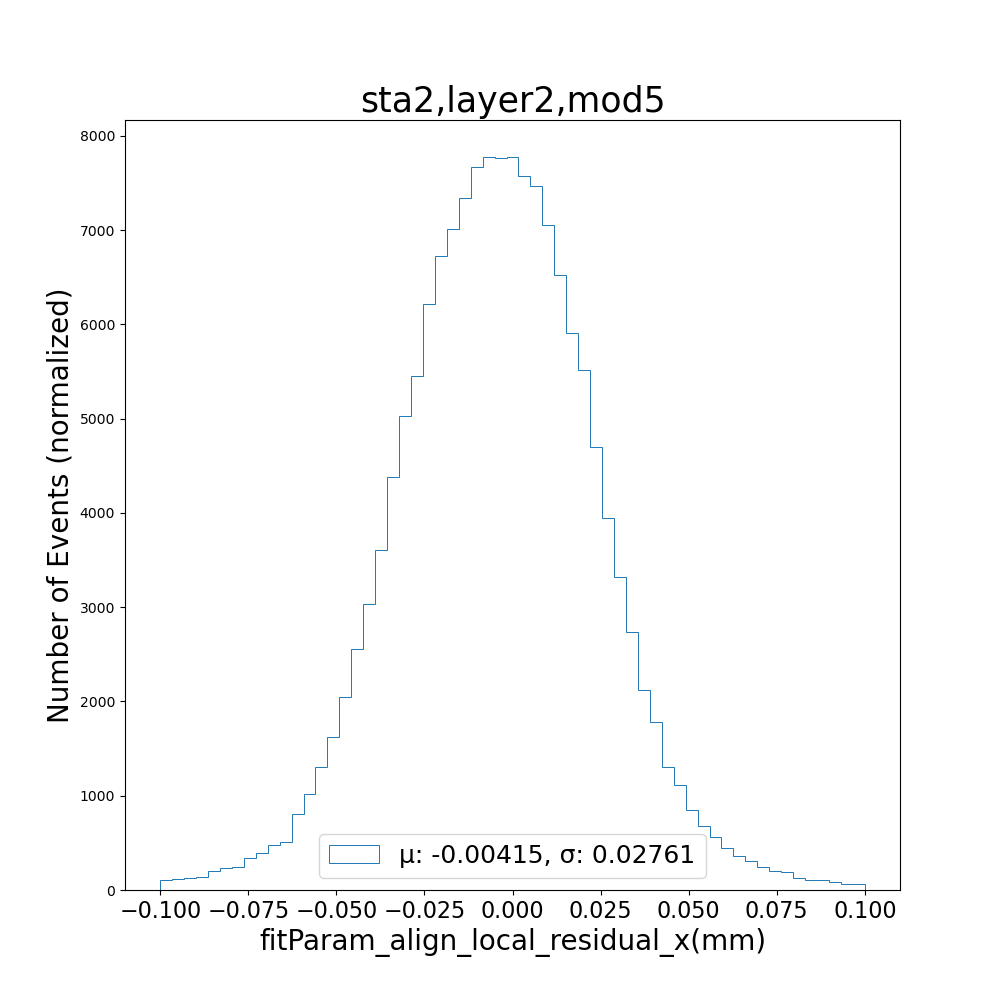 sta2,layer2,mod5
Number of Events (normalized)
8000
7000
6000
5000
4000
3000
2000
1000
0
μ: -0.00415, σ: 0.02761
−0.100 −0.075 −0.050 −0.025 0.000 0.025 0.050 0.075 0.100
fitParam_align_local_residual_x(mm)